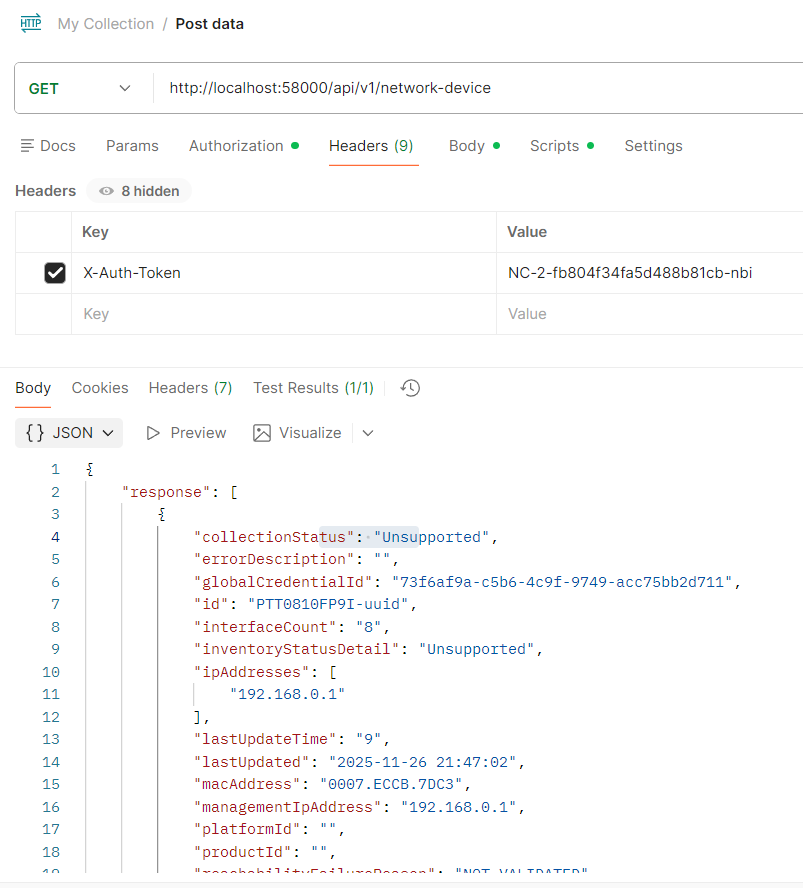 HTTP My Collection / Post data
GET http://localhost:58000/api/v1/network-device
Docs Params Authorization Headers (9) Body Scripts Settings
Headers 8 hidden
Key Value
X-Auth-Token NC-2-fb804f34fa5d488b81cb-nbi
Key Value
Body Cookies Headers (7) Test Results (1/1)
{} JSON Preview Visualize
1 {
2 "response": [
3 {
4 "collectionStatus": "Unsupported",
5 "errorDescription": "",
6 "globalCredentialId": "73f6af9a-c5b6-4c9f-9749-acc75bb2d711",
7 "id": "PTT0810FP9I-uuid",
8 "interfaceCount": "8",
9 "inventoryStatusDetail": "Unsupported",
10 "ipAddresses": [
11 "192.168.0.1"
12 ],
13 "lastUpdateTime": "9",
14 "lastUpdated": "2025-11-26 21:47:02",
15 "macAddress": "0007.ECCB.7DC3",
16 "managementIpAddress": "192.168.0.1",
17 "platformId": "",
18 "productId": "",
19 "reachabilityFailureReason": "NOT_VALIDATED"